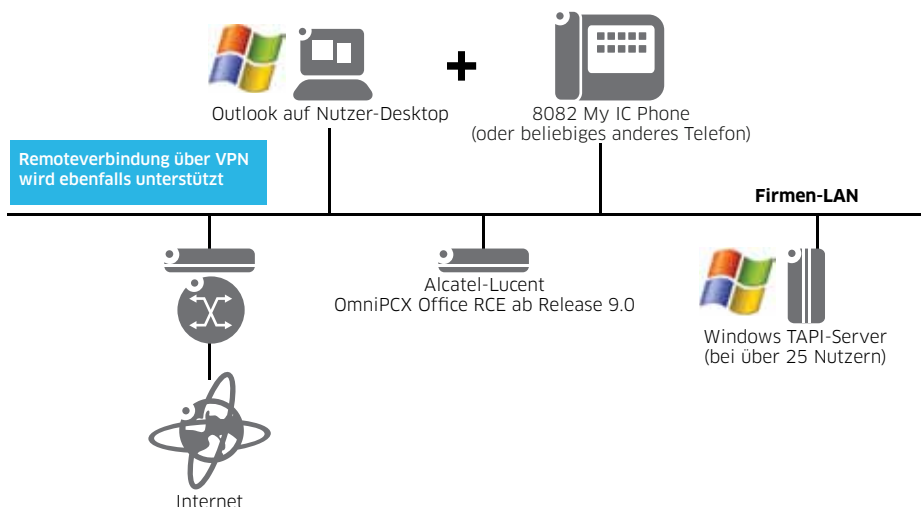 Outlook auf Nutzer-Desktop
8082 My IC Phone
(oder beliebiges anderes Telefon)
Remoteverbindung über VPN
wird ebenfalls unterstützt
Firmen-LAN
Alcatel-Lucent
OmniPCX Office RCE ab Release 9.0
Windows TAPI-Server
(bei über 25 Nutzern)
Internet